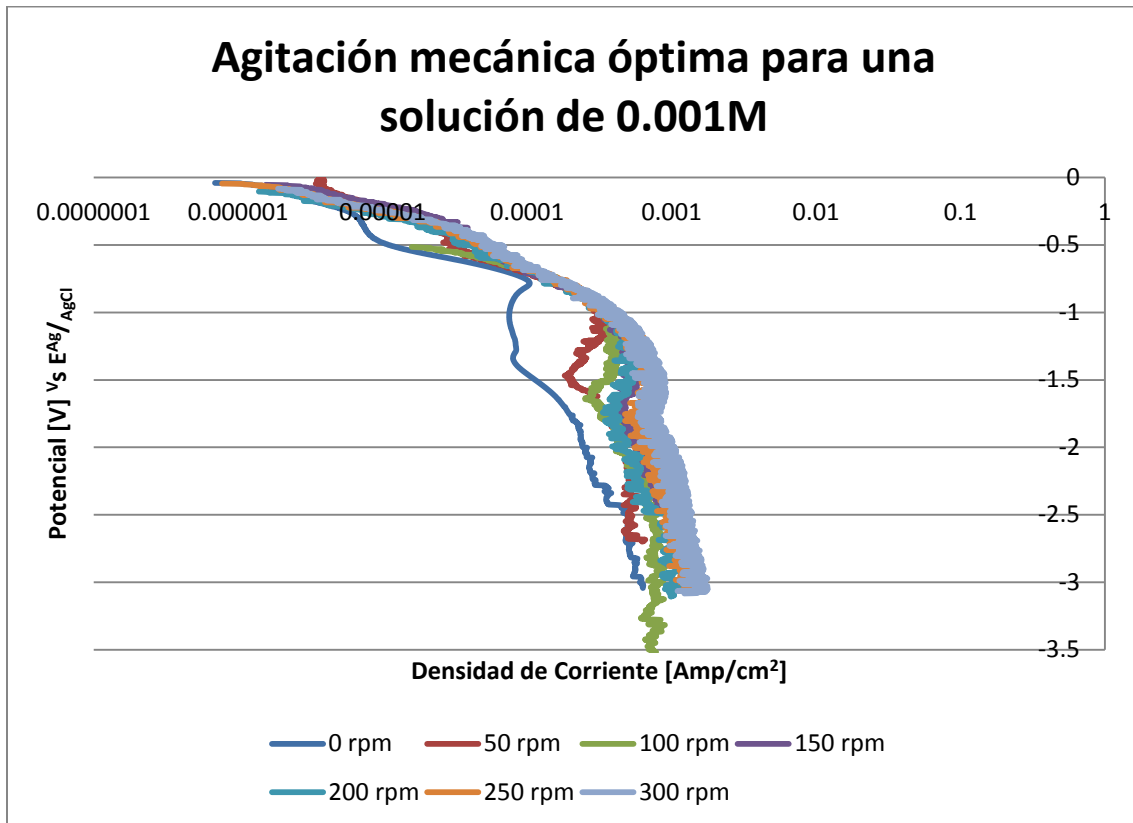 Agitación mecánica óptima para una
solución de 0.001M
0
0.0000001 0.000001 0.00001 0.0001 0.001 0.01 0.1 1
-0.5
-1
-1.5
-2
-2.5
-3
-3.5
Potencial [V] Vs EAg/AgCl
Densidad de Corriente [Amp/cm²]
0 rpm 50 rpm 100 rpm 150 rpm
200 rpm 250 rpm 300 rpm